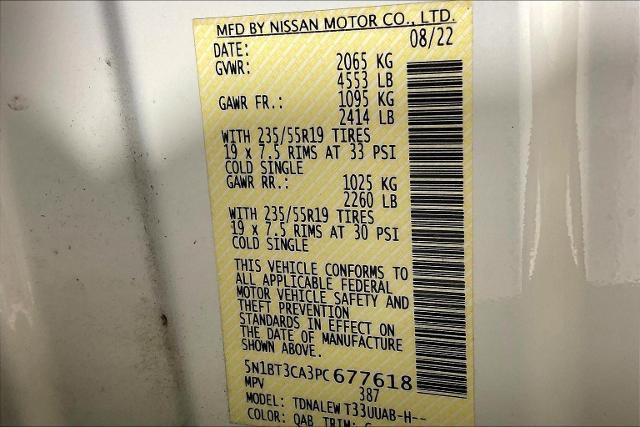 MFD BY NISSAN MOTOR CO., LTD.
DATE: 08/22
GVWR: 2065 KG
4553 LB
GAWR FR.: 1095 KG
2414 LB
WITH 235/55R19 TIRES
19 x 7.5 RIMS AT 33 PSI
COLD SINGLE
GAWR RR.: 1025 KG
2260 LB
WITH 235/55R19 TIRES
19 x 7.5 RIMS AT 30 PSI
COLD SINGLE
THIS VEHICLE CONFORMS TO
ALL APPLICABLE FEDERAL
MOTOR VEHICLE SAFETY AND
THEFT PREVENTION
STANDARDS IN EFFECT ON
THE DATE OF MANUFACTURE
SHOWN ABOVE.
5N1BT3CA3PC677618
MPV 387
MODEL: TDNALEW T33UUAB-H--
COLOR: QAB TRIM: